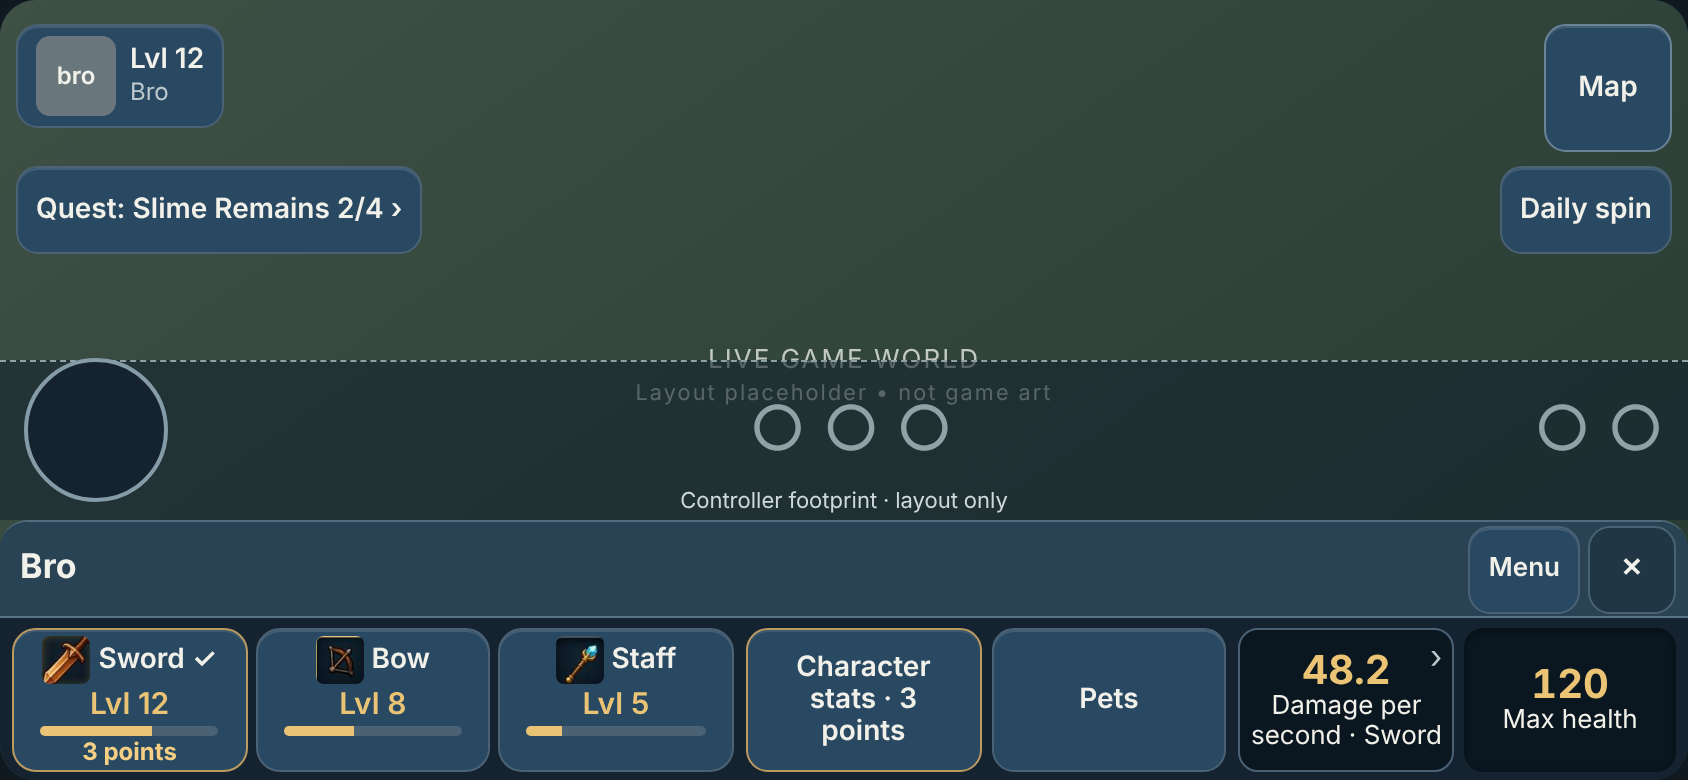 bro
Lvl 12
Bro
Map
Quest: Slime Remains 2/4 ›
Daily spin
LIVE GAME WORLD
Layout placeholder • not game art
Controller footprint · layout only
Bro
Menu
×
Sword ✓
Lvl 12
3 points
Bow
Lvl 8
Staff
Lvl 5
Character
stats · 3
points
Pets
48.2 ›
Damage per
second · Sword
120
Max health